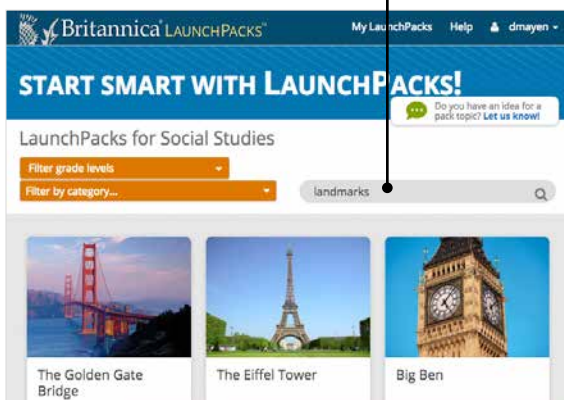 Britannica LAUNCHPACKS™
My LaunchPacks Help dmayen
START SMART WITH LAUNCHPACKS!
Do you have an idea for a
pack topic? Let us know!
LaunchPacks for Social Studies
Filter grade levels
Filter by category...
landmarks
The Golden Gate
Bridge
The Eiffel Tower
Big Ben